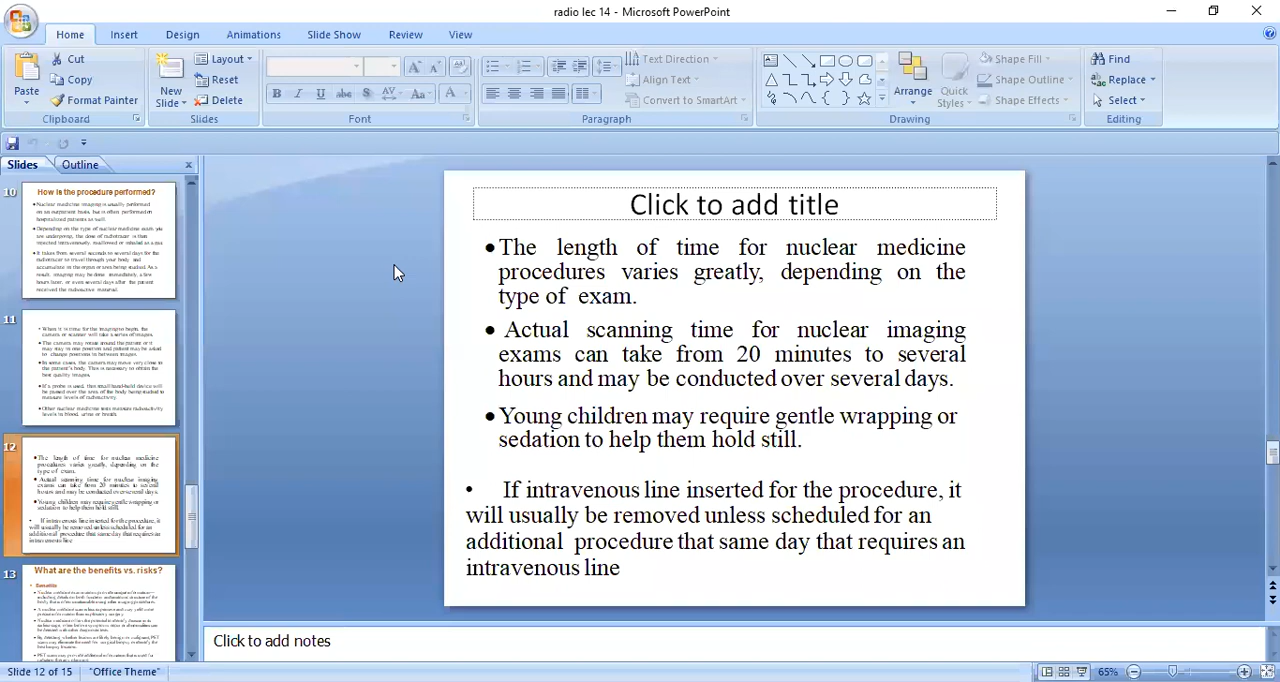 radio lec 14 - Microsoft PowerPoint
Home Insert Design Animations Slide Show Review View
Paste
Cut
Copy
Format Painter
Clipboard
New
Slide
Layout
Reset
Delete
Slides
B I U abc S AV Aa A
Font
Text Direction
Align Text
Convert to SmartArt
Paragraph
Arrange
Quick
Styles
Shape Fill
Shape Outline
Shape Effects
Drawing
Find
Replace
Select
Editing
Slides Outline
10
How is the procedure performed?
11
12
13
What are the benefits vs. risks?
Benefits
Click to add title
•The length of time for nuclear medicine
procedures varies greatly, depending on the
type of exam.
• Actual scanning time for nuclear imaging
exams can take from 20 minutes to several
hours and may be conducted over several days.
•Young children may require gentle wrapping or
sedation to help them hold still.
• If intravenous line inserted for the procedure, it
will usually be removed unless scheduled for an
additional procedure that same day that requires an
intravenous line
Click to add notes
Slide 12 of 15 "Office Theme" 65%